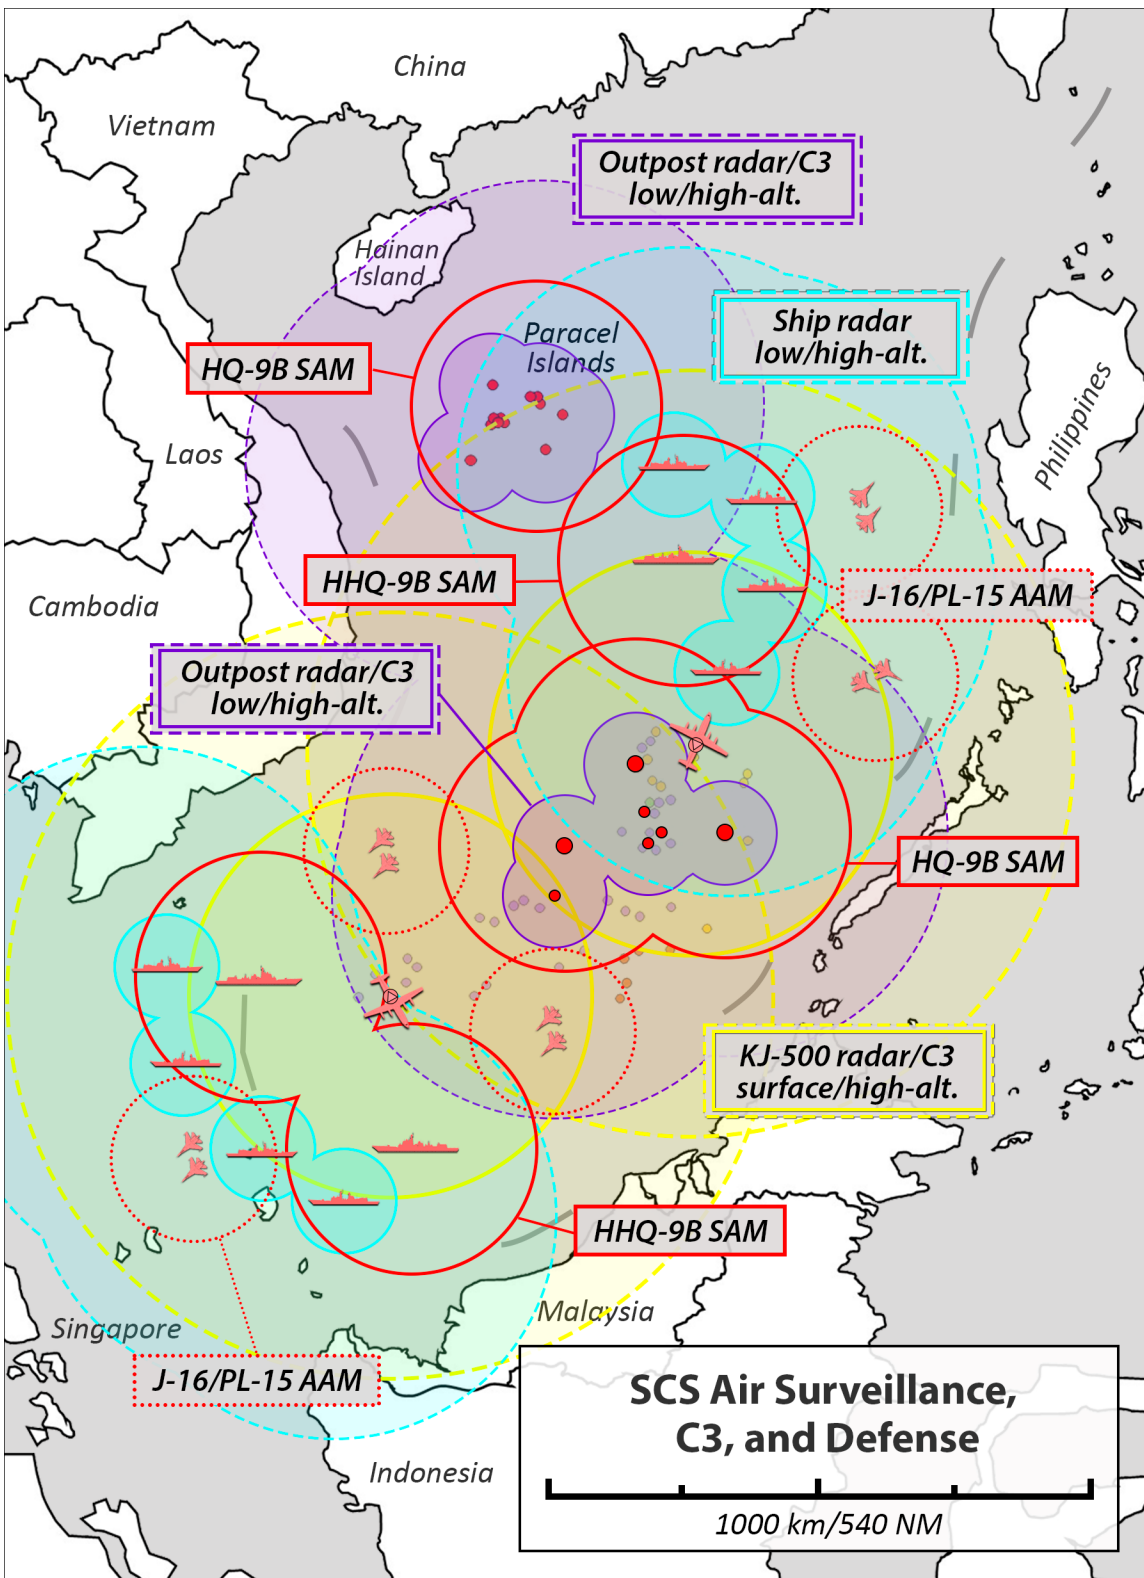 China
Vietnam
Outpost radar/C3
low/high-alt.
Hainan
Island
Ship radar
low/high-alt.
Paracel
Islands
HQ-9B SAM
Philippines
Laos
HHQ-9B SAM
J-16/PL-15 AAM
Cambodia
Outpost radar/C3
low/high-alt.
HQ-9B SAM
KJ-500 radar/C3
surface/high-alt.
HHQ-9B SAM
Malaysia
Singapore
J-16/PL-15 AAM
SCS Air Surveillance,
C3, and Defense
Indonesia
1000 km/540 NM